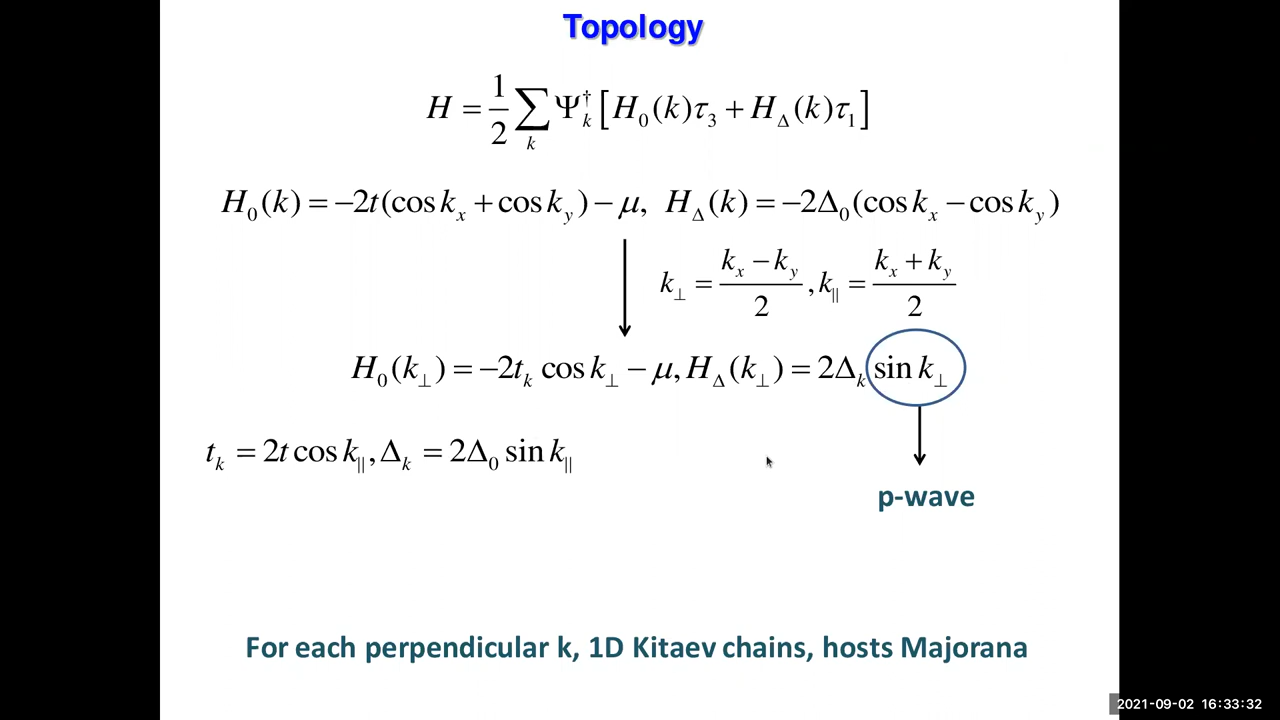 Topology
H = 1/2 ∑_k Ψ_k^† [H_0(k)τ_3 + H_Δ(k)τ_1]
H_0(k) = −2t(cos k_x + cos k_y) − μ, H_Δ(k) = −2Δ_0(cos k_x − cos k_y)
k_⊥ = (k_x − k_y)/2, k_|| = (k_x + k_y)/2
H_0(k_⊥) = −2t_k cos k_⊥ − μ, H_Δ(k_⊥) = 2Δ_k sin k_⊥
t_k = 2t cos k_||, Δ_k = 2Δ_0 sin k_||
p-wave
For each perpendicular k, 1D Kitaev chains, hosts Majorana
2021-09-02 16:33:32